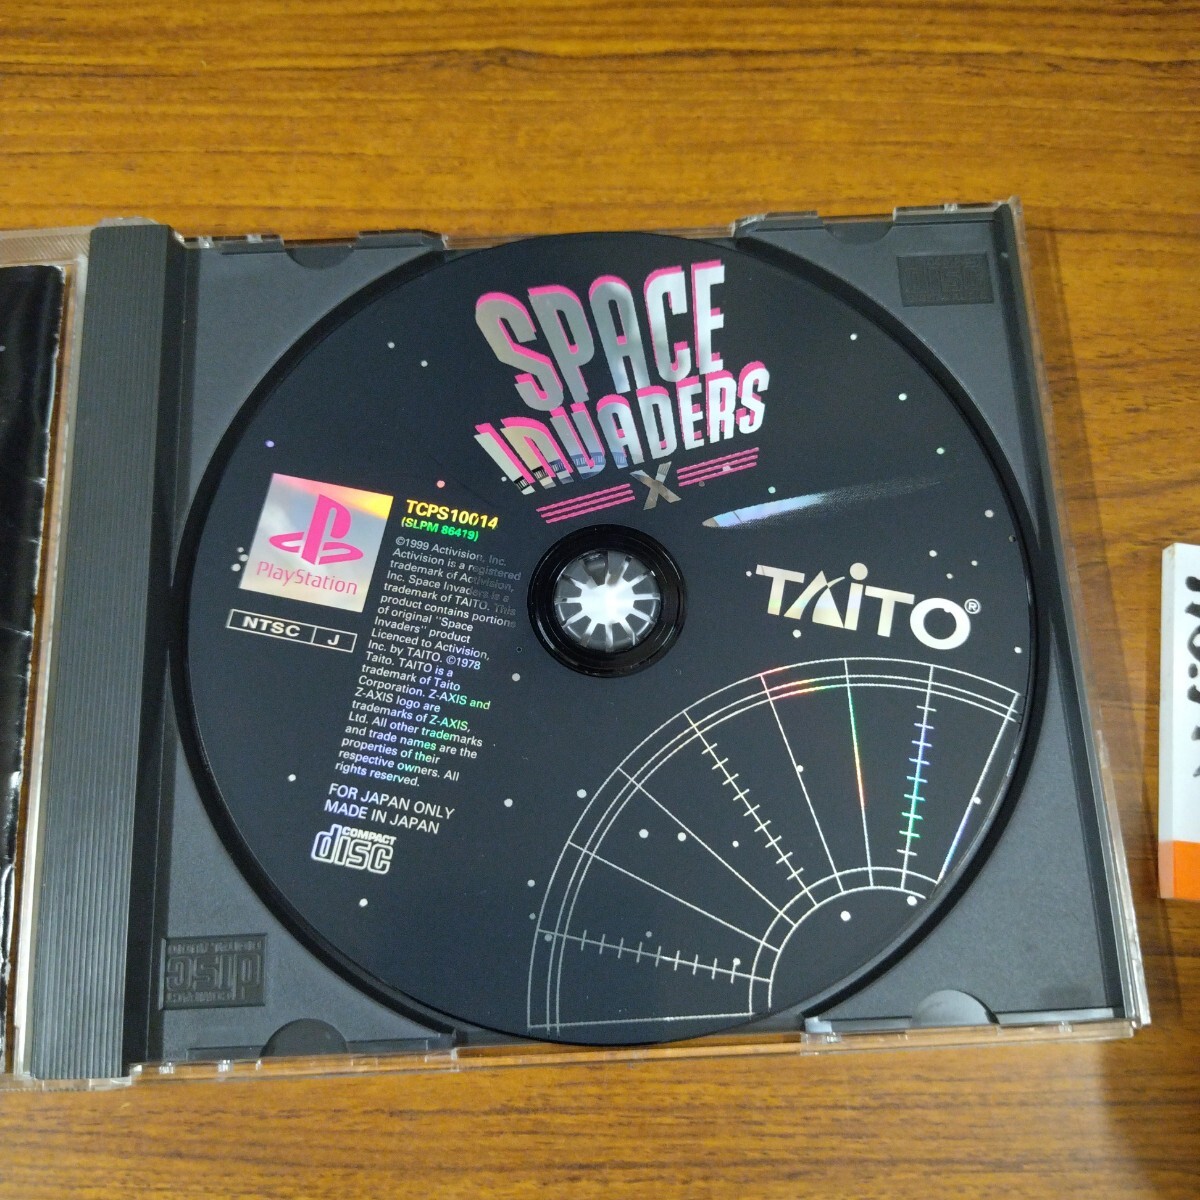 SPACE
INVADERS
X
PlayStation
NTSC J
TCPS10014
(SLPM 86419)
©1999 Activision, Inc.
Activision is a registered
trademark of Activision,
Inc. Space Invaders is a
trademark of TAITO. This
product contains portions
of original "Space
Invaders" product
Licenced to Activision,
Inc. by TAITO. ©1978
Taito. TAITO is a
trademark of Taito
Corporation. Z-AXIS and
Z-AXIS logo are
trademarks of Z-AXIS,
Ltd. All other trademarks
and trade names are the
properties of their
respective owners. All
rights reserved.
FOR JAPAN ONLY
MADE IN JAPAN
COMPACT
disc
TAITO®